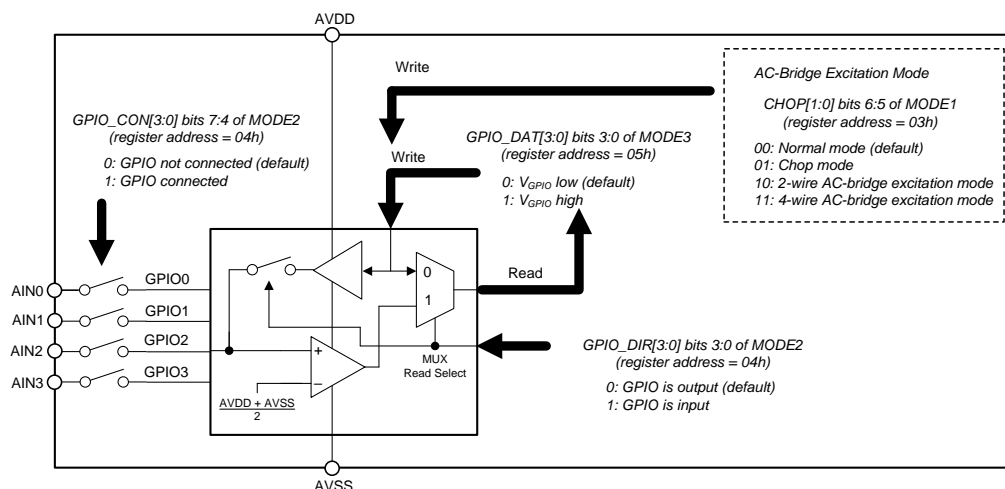 AVDD
Write
AC-Bridge Excitation Mode
CHOP[1:0] bits 6:5 of MODE1
(register address = 03h)
00: Normal mode (default)
01: Chop mode
10: 2-wire AC-bridge excitation mode
11: 4-wire AC-bridge excitation mode
GPIO_CON[3:0] bits 7:4 of MODE2
(register address = 04h)
0: GPIO not connected (default)
1: GPIO connected
Write
GPIO_DAT[3:0] bits 3:0 of MODE3
(register address = 05h)
0: VGPIO low (default)
1: VGPIO high
0
1
Read
AIN0
GPIO0
AIN1
GPIO1
AIN2
GPIO2
AIN3
GPIO3
+
–
AVDD + AVSS
2
MUX
Read Select
GPIO_DIR[3:0] bits 3:0 of MODE2
(register address = 04h)
0: GPIO is output (default)
1: GPIO is input
AVSS